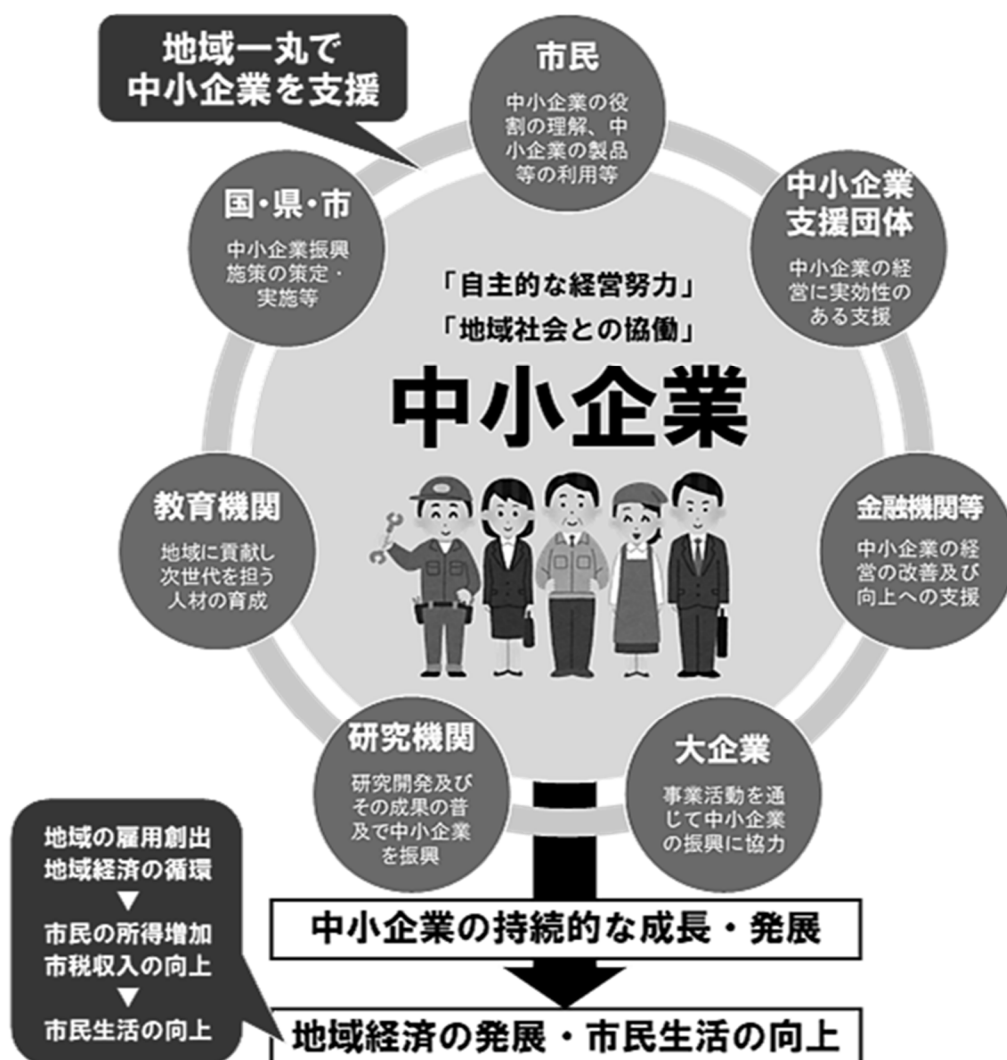 地域一丸で
中小企業を支援
市民
中小企業の役
割の理解、中
小企業の製品
等の利用等
国・県・市
中小企業振興
施策の策定・
実施等
中小企業
支援団体
中小企業の経
営に実効性の
ある支援
「自主的な経営努力」
「地域社会との協働」
中小企業
教育機関
地域に貢献し
次世代を担う
人材の育成
金融機関等
中小企業の経
営の改善及び
向上への支援
研究機関
研究開発及び
その成果の普
及で中小企業
を振興
大企業
事業活動を通
じて中小企業
の振興に協力
地域の雇用創出
地域経済の循環
▼
市民の所得増加
市税収入の向上
▼
市民生活の向上
中小企業の持続的な成長・発展
地域経済の発展・市民生活の向上